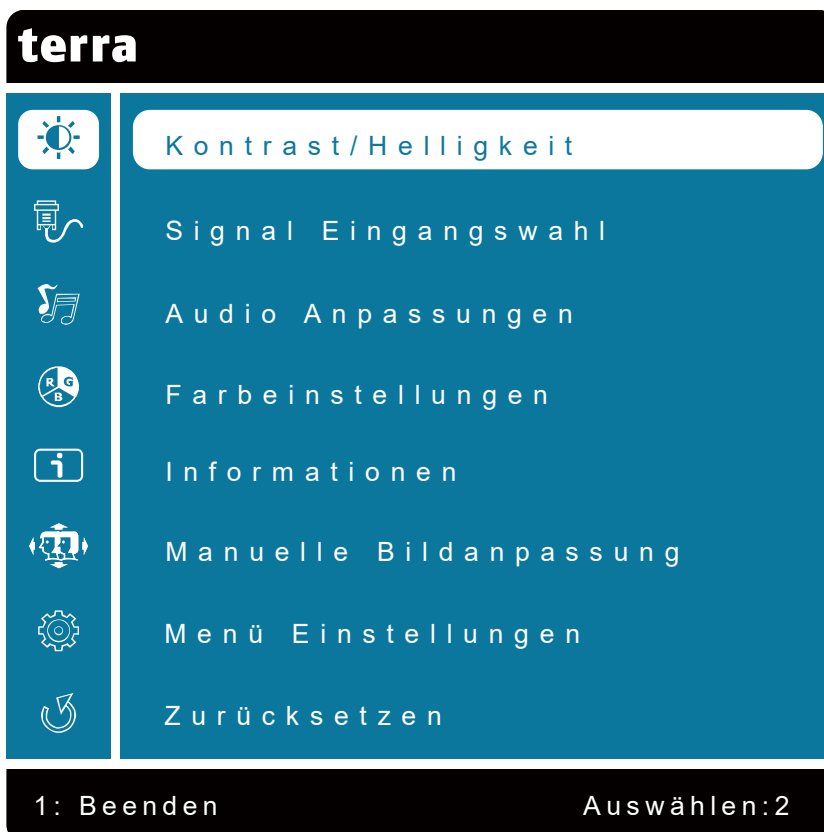 terra
Kontrast/Helligkeit
Signal Eingangswahl
Audio Anpassungen
R G
B
Farbeinstellungen
i
Informationen
Manuelle Bildanpassung
Menü Einstellungen
Zurücksetzen
1: Beenden Auswählen:2